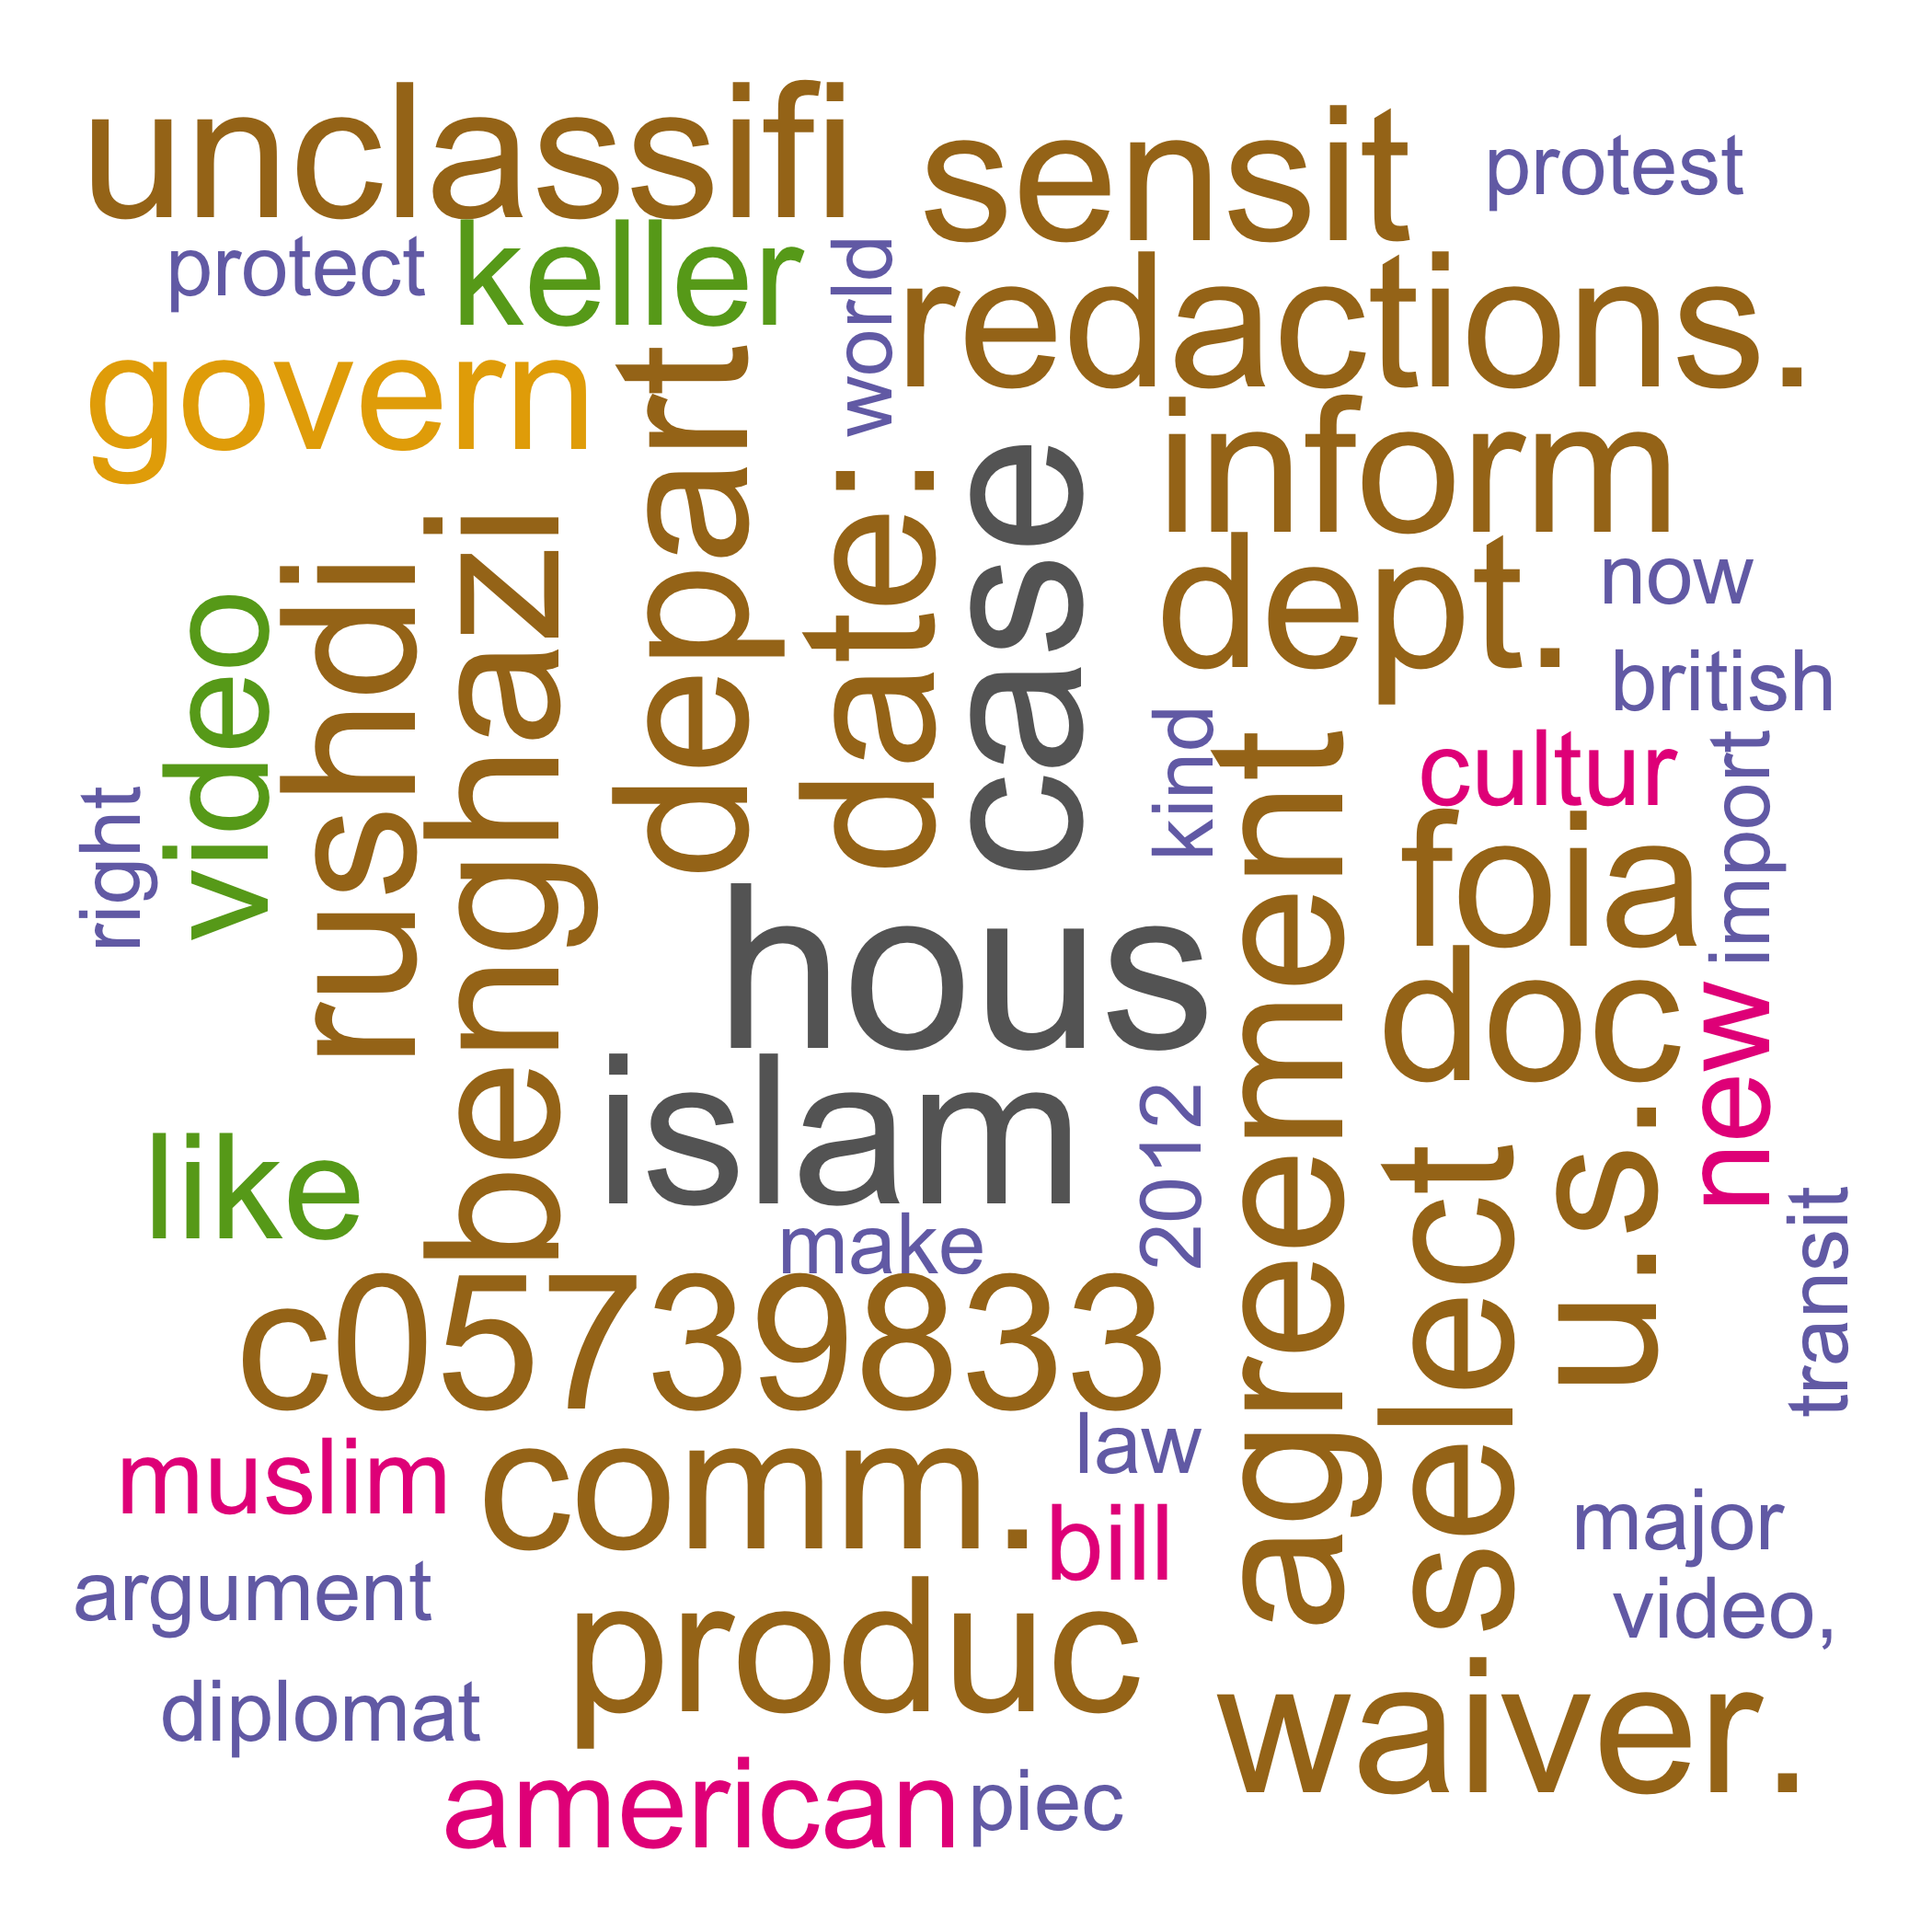 unclassifi
sensit
protest
protect
keller
world
redactions.
govern
depart
date:
case
inform
dept.
now
british
video
rushdi
benghazi
right
kind
cultur
import
agreement
foia
hous
doc
new
islam
2012
like
make
select
u.s.
transit
c05739833
law
muslim
comm.
bill
major
argument
video,
produc
diplomat
waiver.
american
piec